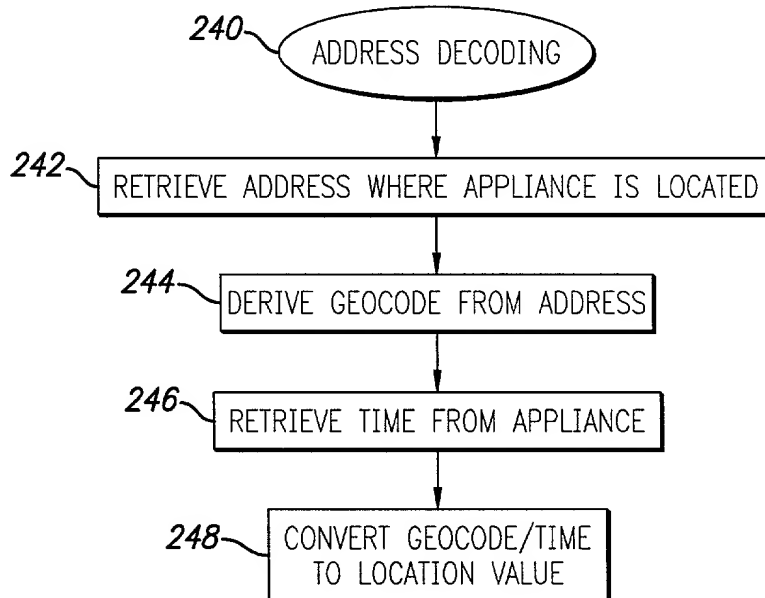 240
ADDRESS DECODING
242
RETRIEVE ADDRESS WHERE APPLIANCE IS LOCATED
244
DERIVE GEOCODE FROM ADDRESS
246
RETRIEVE TIME FROM APPLIANCE
248
CONVERT GEOCODE/TIME
TO LOCATION VALUE